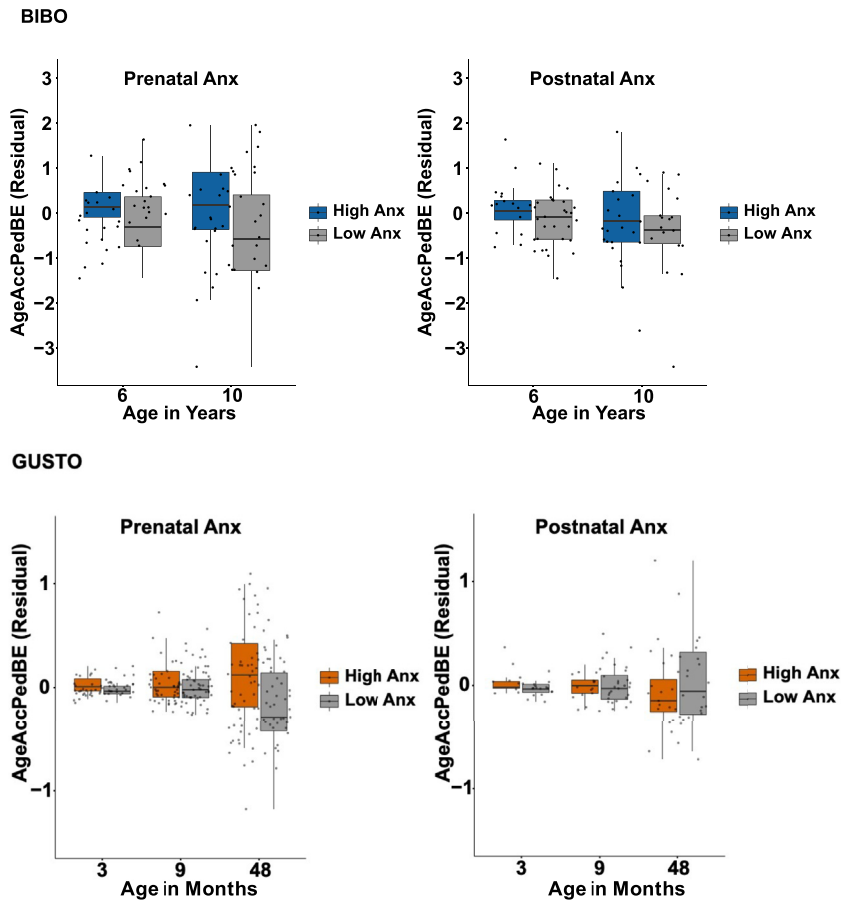 BIBO
Prenatal Anx
AgeAccPedBE (Residual)
3
2
1
0
−1
−2
−3
6
10
Age in Years
High Anx
Low Anx
Postnatal Anx
AgeAccPedBE (Residual)
3
2
1
0
−1
−2
−3
6
10
Age in Years
High Anx
Low Anx
GUSTO
Prenatal Anx
AgeAccPedBE (Residual)
1
0
−1
3
9
48
Age in Months
High Anx
Low Anx
Postnatal Anx
AgeAccPedBE (Residual)
1
0
−1
3
9
48
Age in Months
High Anx
Low Anx